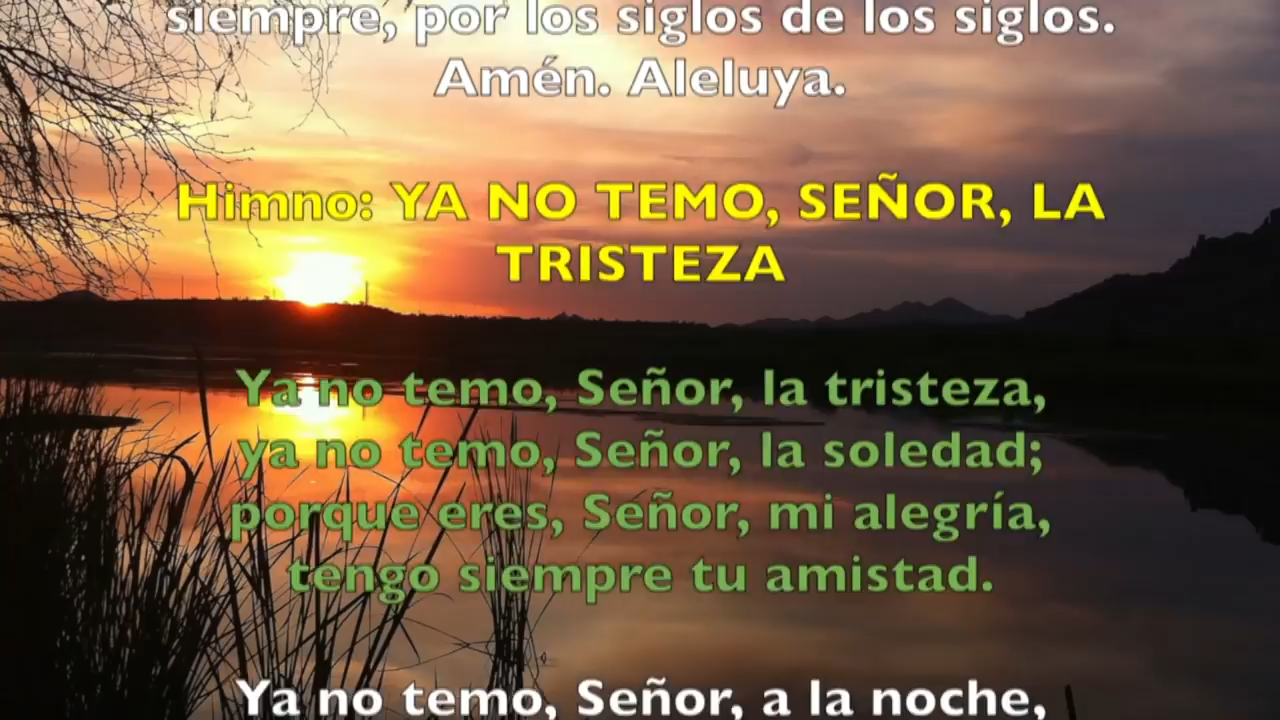 siempre, por los siglos de los siglos.
Amén. Aleluya.
Himno: YA NO TEMO, SEÑOR, LA
TRISTEZA
Ya no temo, Señor, la tristeza,
ya no temo, Señor, la soledad;
porque eres, Señor, mi alegría,
tengo siempre tu amistad.
Ya no temo, Señor, a la noche,